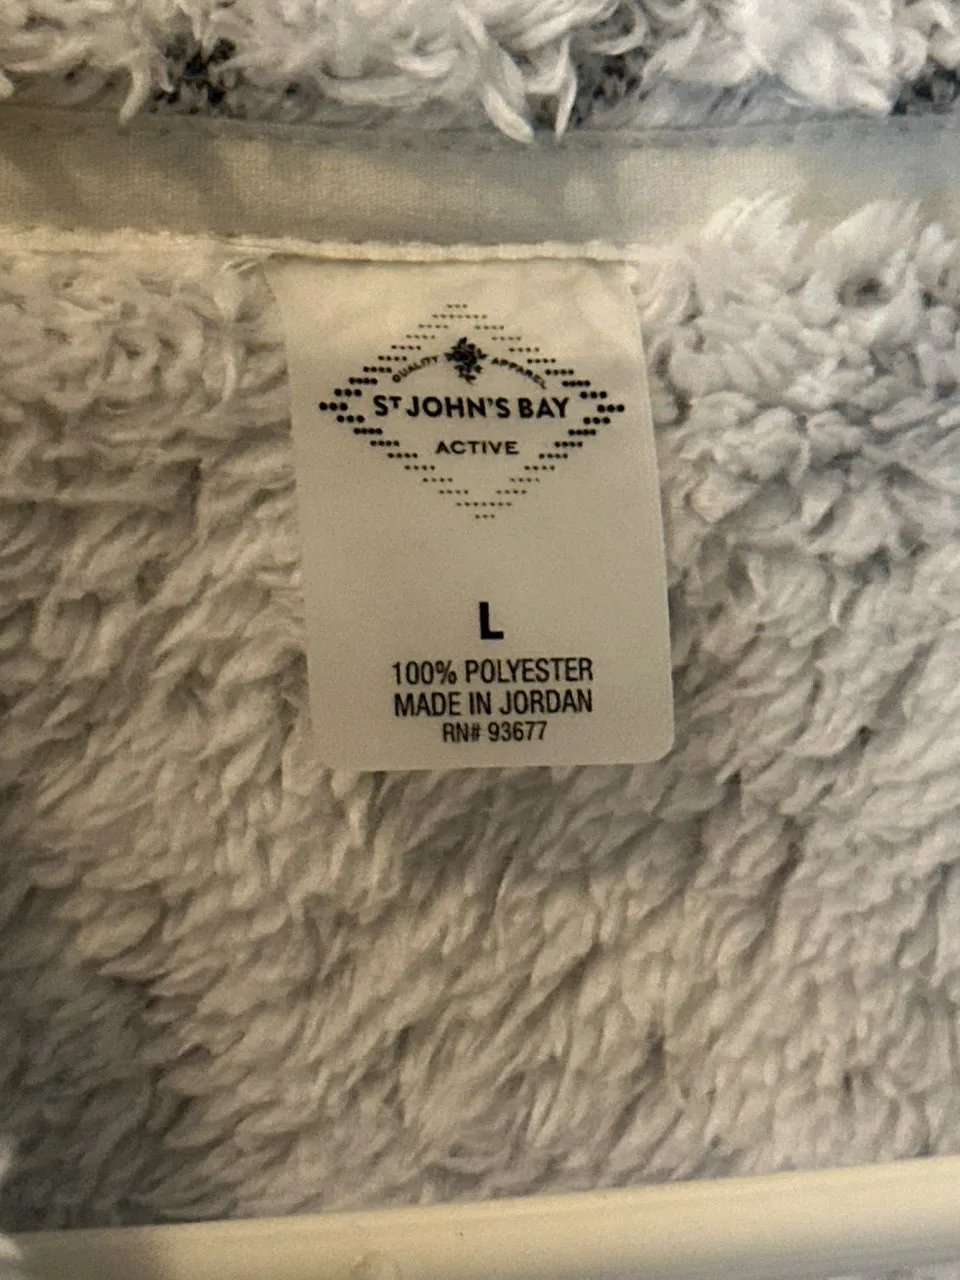 QUALITY APPAREL
ST JOHN'S BAY
ACTIVE
L
100% POLYESTER
MADE IN JORDAN
RN# 93677